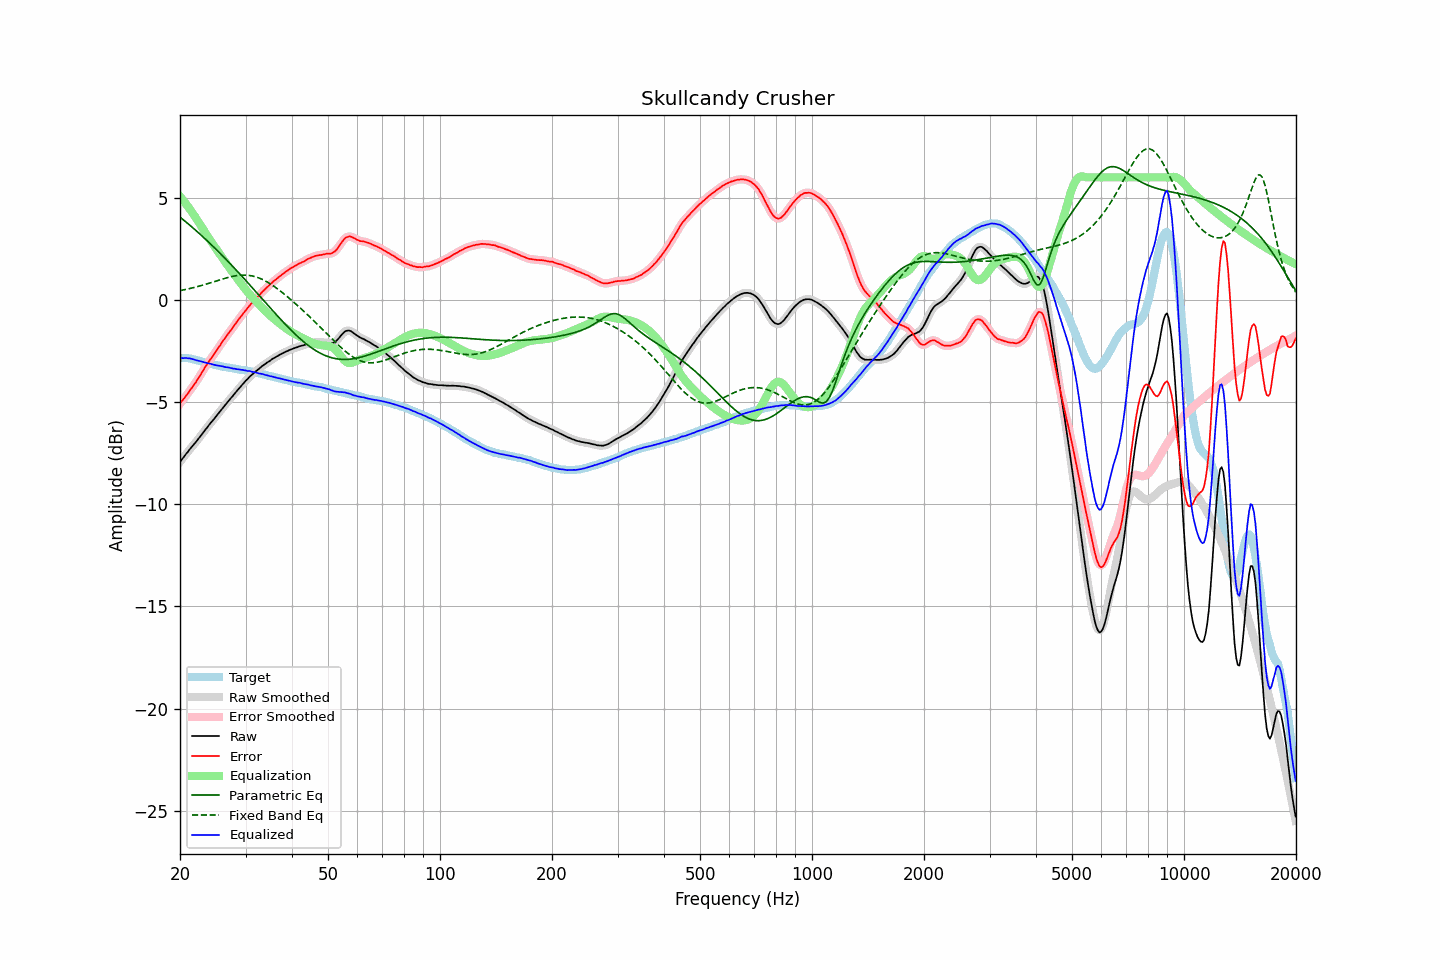 Skullcandy Crusher
Amplitude (dBr)
5
0
−5
−10
−15
−20
−25
Target
Raw Smoothed
Error Smoothed
Raw
Error
Equalization
Parametric Eq
Fixed Band Eq
Equalized
20 50 100 200 500 1000 2000 5000 10000 20000
Frequency (Hz)